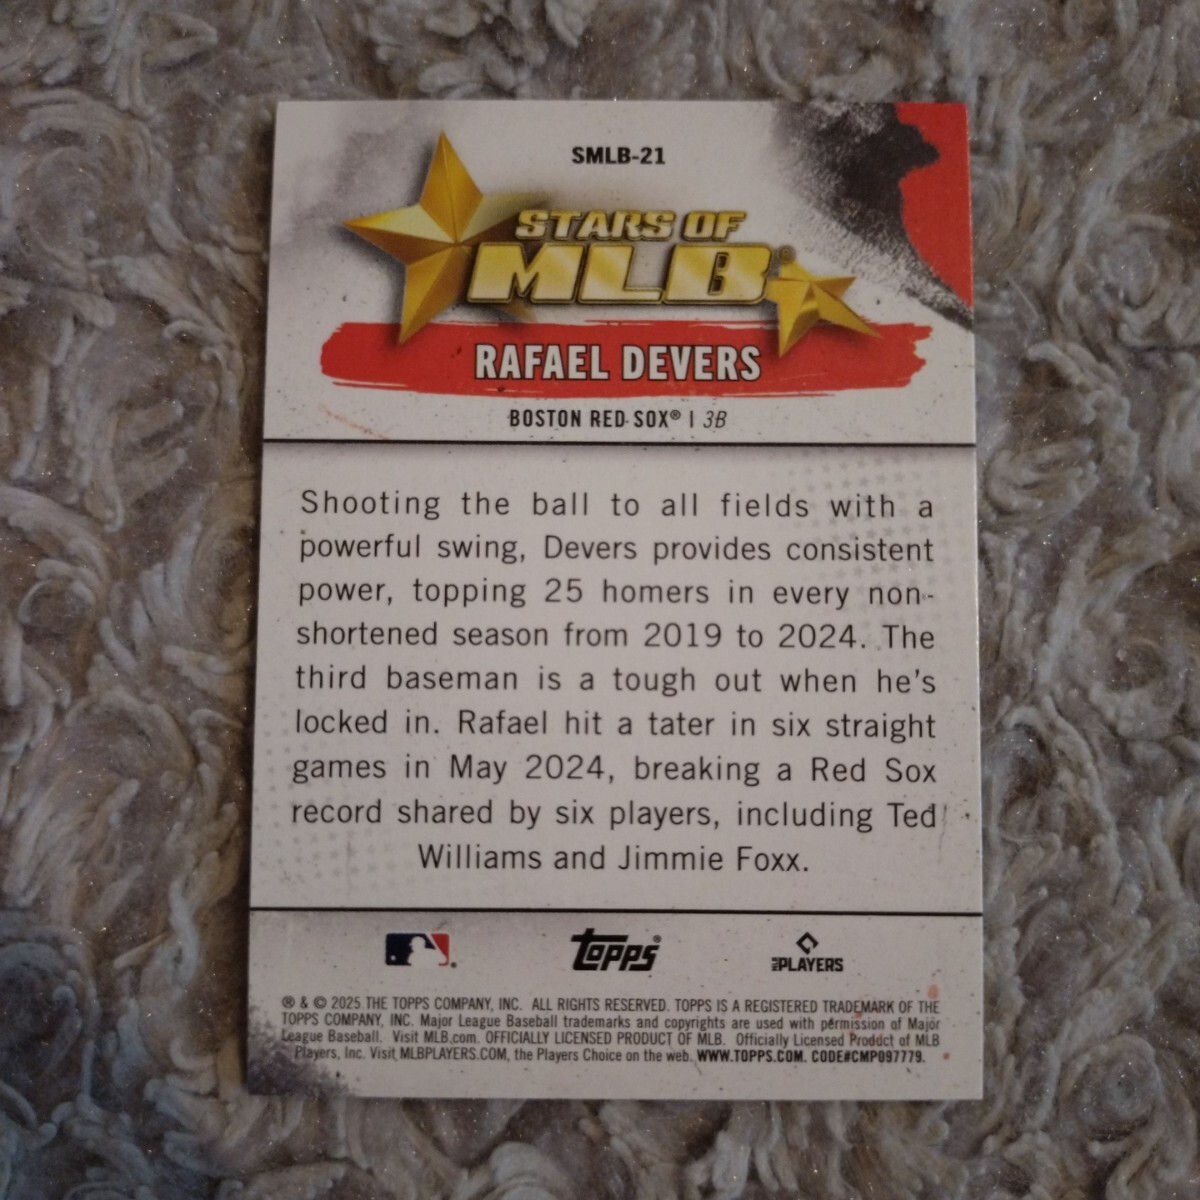 SMLB-21
STARS OF
MLB®
RAFAEL DEVERS
BOSTON RED SOX® | 3B
Shooting the ball to all fields with a
powerful swing, Devers provides consistent
power, topping 25 homers in every non-
shortened season from 2019 to 2024. The
third baseman is a tough out when he's
locked in. Rafael hit a tater in six straight
games in May 2024, breaking a Red Sox
record shared by six players, including Ted
Williams and Jimmie Foxx.
topps® MLB PLAYERS
® & © 2025 THE TOPPS COMPANY, INC. ALL RIGHTS RESERVED. TOPPS IS A REGISTERED TRADEMARK OF THE
TOPPS COMPANY, INC. Major League Baseball trademarks and copyrights are used with permission of Major
League Baseball. Visit MLB.com. OFFICIALLY LICENSED PRODUCT OF MLB. Officially Licensed Product of MLB
Players, Inc. Visit MLBPLAYERS.COM, the Players Choice on the web. WWW.TOPPS.COM. CODE#CMP097779.